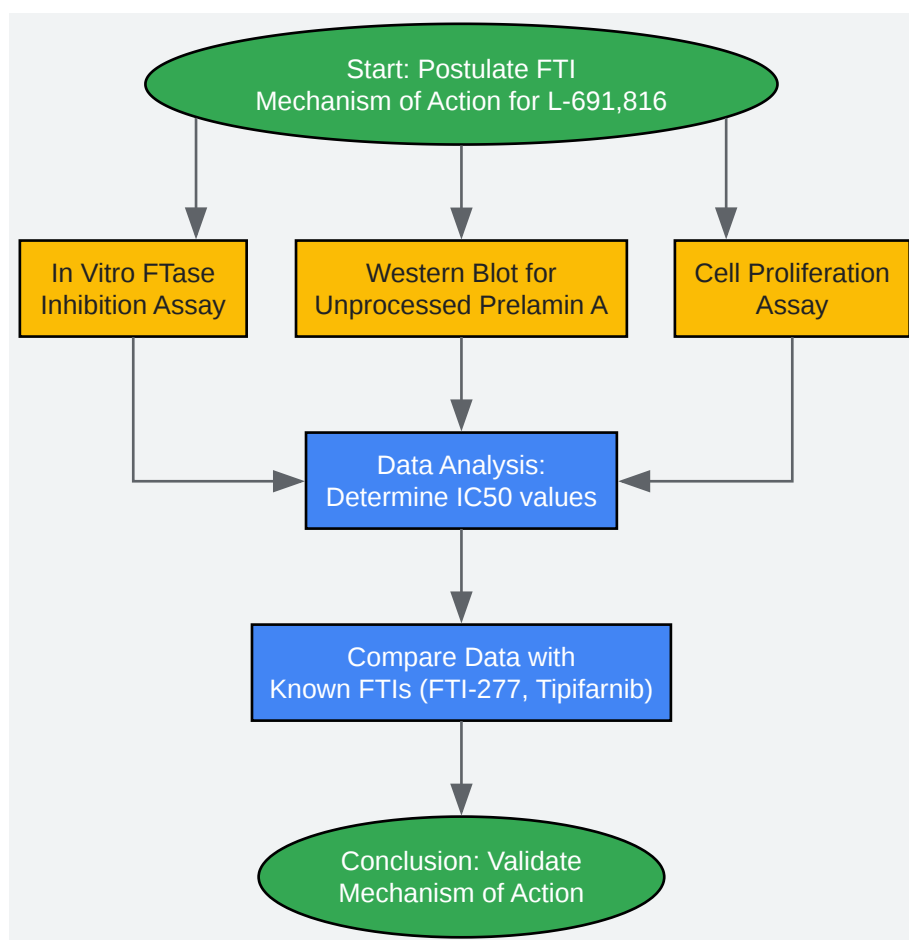 Start: Postulate FTI
Mechanism of Action for L-691,816
In Vitro FTase
Inhibition Assay
Western Blot for
Unprocessed Prelamin A
Cell Proliferation
Assay
Data Analysis:
Determine IC50 values
Compare Data with
Known FTIs (FTI-277, Tipifarnib)
Conclusion: Validate
Mechanism of Action